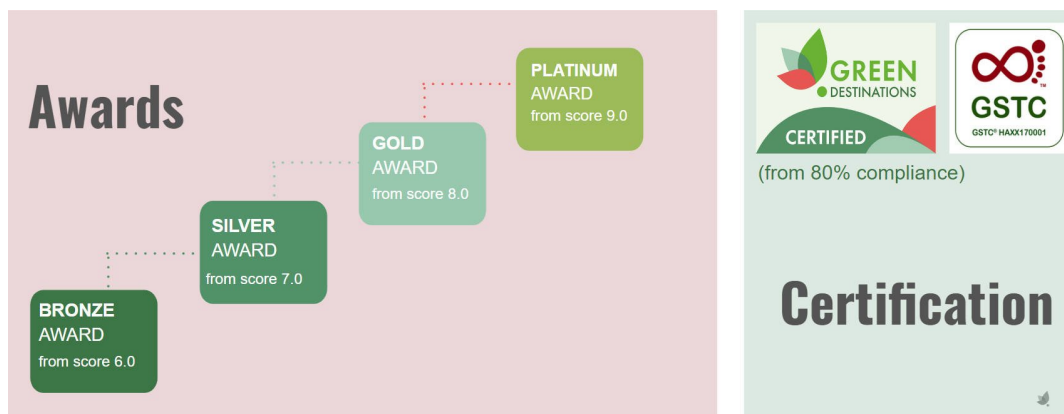 Awards
PLATINUM
AWARD
from score 9.0
GOLD
AWARD
from score 8.0
SILVER
AWARD
from score 7.0
BRONZE
AWARD
from score 6.0
GREEN
DESTINATIONS
CERTIFIED
TM
GSTC
GSTC® HAXX170001
(from 80% compliance)
Certification